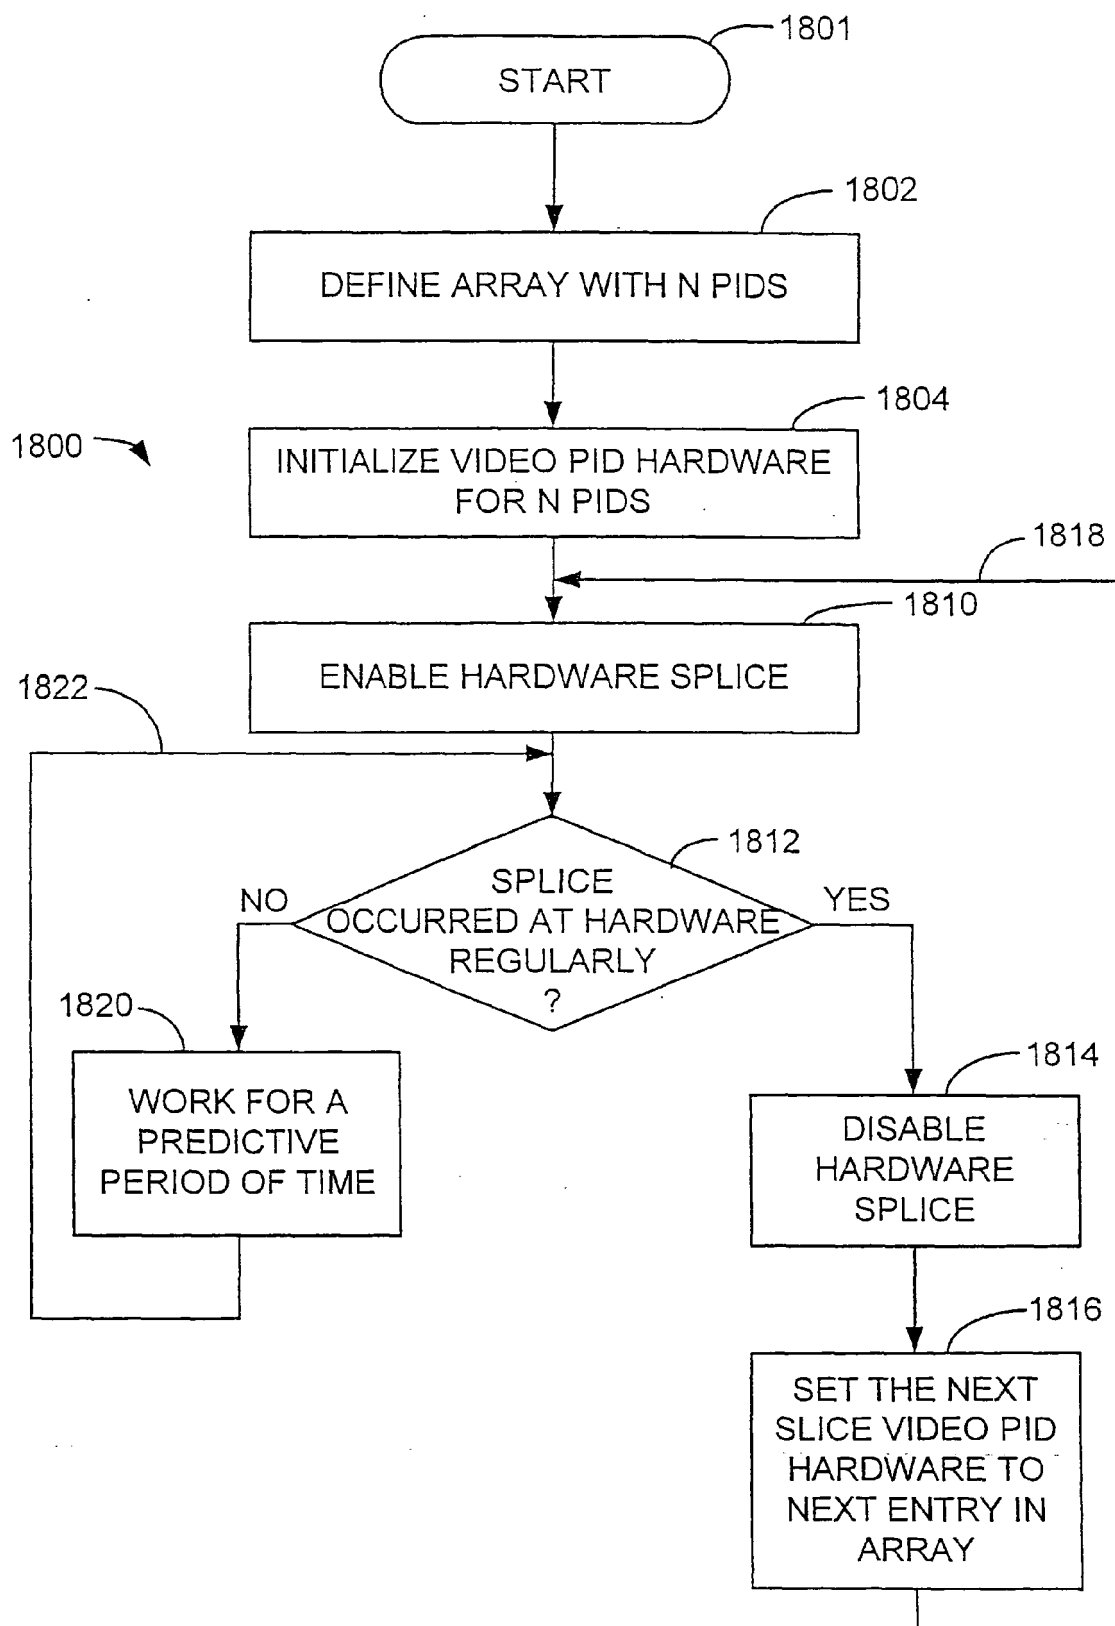 1801
START
1802
DEFINE ARRAY WITH N PIDS
1804
1800
INITIALIZE VIDEO PID HARDWARE
FOR N PIDS
1818
1810
ENABLE HARDWARE SPLICE
1822
1812
SPLICE
OCCURRED AT HARDWARE
REGULARLY
?
NO
YES
1820
WORK FOR A
PREDICTIVE
PERIOD OF TIME
1814
DISABLE
HARDWARE
SPLICE
1816
SET THE NEXT
SLICE VIDEO PID
HARDWARE TO
NEXT ENTRY IN
ARRAY